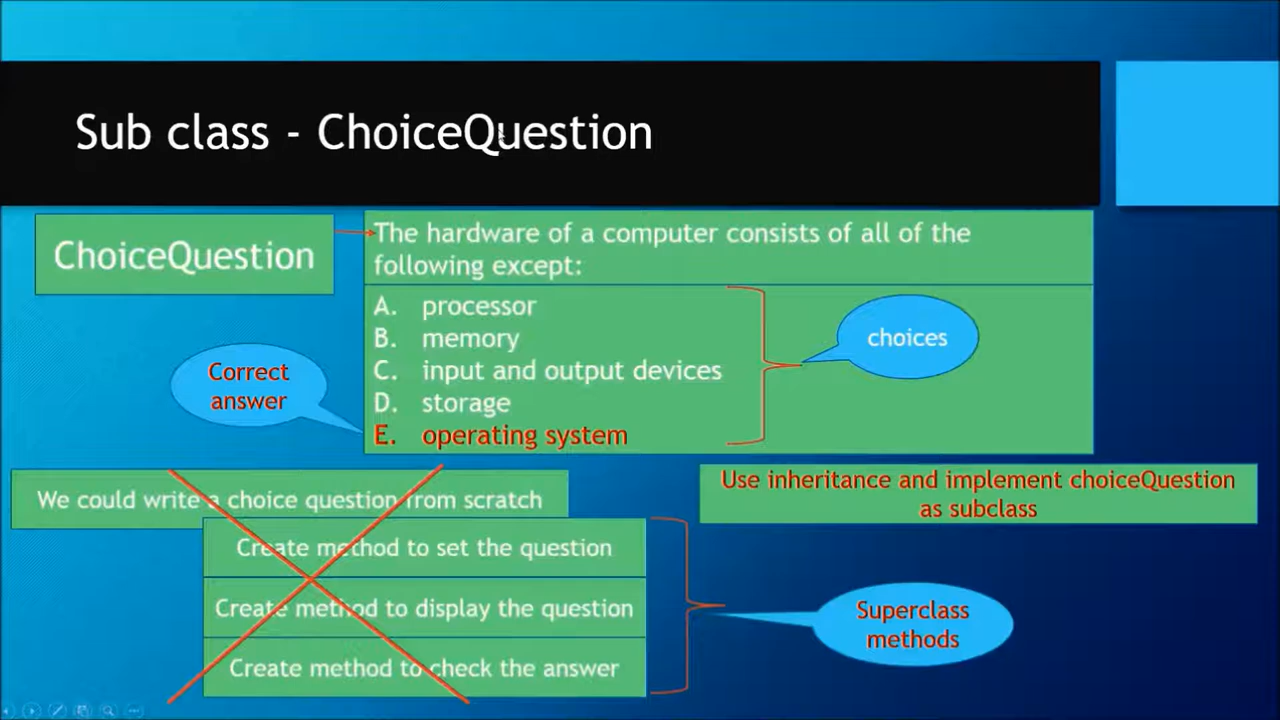 Sub class - ChoiceQuestion
ChoiceQuestion
The hardware of a computer consists of all of the
following except:
A. processor
B. memory
C. input and output devices
D. storage
E. operating system
choices
Correct
answer
We could write a choice question from scratch
Create method to set the question
Create method to display the question
Create method to check the answer
Use inheritance and implement choiceQuestion
as subclass
Superclass
methods